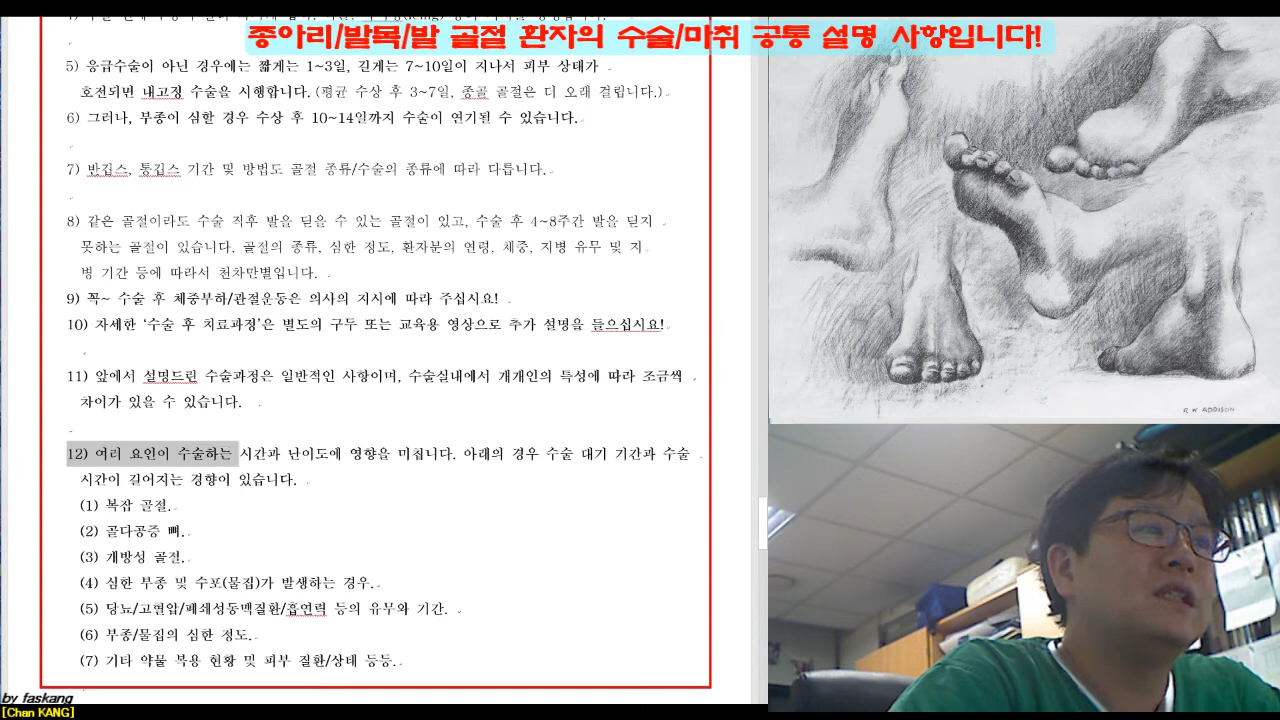 종아리/발목/발 골절 환자의 수술/마취 공통 설명 사항입니다!
5) 응급수술이 아닌 경우에는 짧게는 1~3일, 길게는 7~10일이 지나서 피부 상태가
호전되면 내고정 수술을 시행합니다. (평균 수상 후 3~7일, 종골 골절은 더 오래 걸립니다.)
6) 그러나, 부종이 심할 경우 수상 후 10~14일까지 수술이 연기될 수 있습니다.
7) 반깁스, 통깁스 기간 및 방법도 골절 종류/수술의 종류에 따라 다릅니다.
8) 같은 골절이라도 수술 직후 발을 딛을 수 있는 골절이 있고, 수술 후 4~8주간 발을 딛지
못하는 골절이 있습니다. 골절의 종류, 심한 정도, 환자분의 연령, 체중, 지병 유무 및 지
병 기간 등에 따라서 천차만별입니다.
9) 꼭~ 수술 후 체중부하/관절운동은 의사의 지시에 따라 주십시요!
10) 자세한 '수술 후 치료과정'은 별도의 구두 또는 교육용 영상으로 추가 설명을 들으십시요!
11) 앞에서 설명드린 수술과정은 일반적인 사항이며, 수술실내에서 개개인의 특성에 따라 조금씩
차이가 있을 수 있습니다.
12) 여러 요인이 수술하는 시간과 난이도에 영향을 미칩니다. 아래의 경우 수술 대기 기간과 수술
시간이 길어지는 경향이 있습니다.
(1) 복잡 골절.
(2) 골다공증 뼈.
(3) 개방성 골절.
(4) 심한 부종 및 수포(물집)가 발생하는 경우.
(5) 당뇨/고혈압/폐쇄성동맥질환/흡연력 등의 유무와 기간.
(6) 부종/물집의 심한 정도.
(7) 기타 약물 복용 현황 및 피부 질환/상태 등등.
by faskang
[Chan KANG]
R W ADDISON